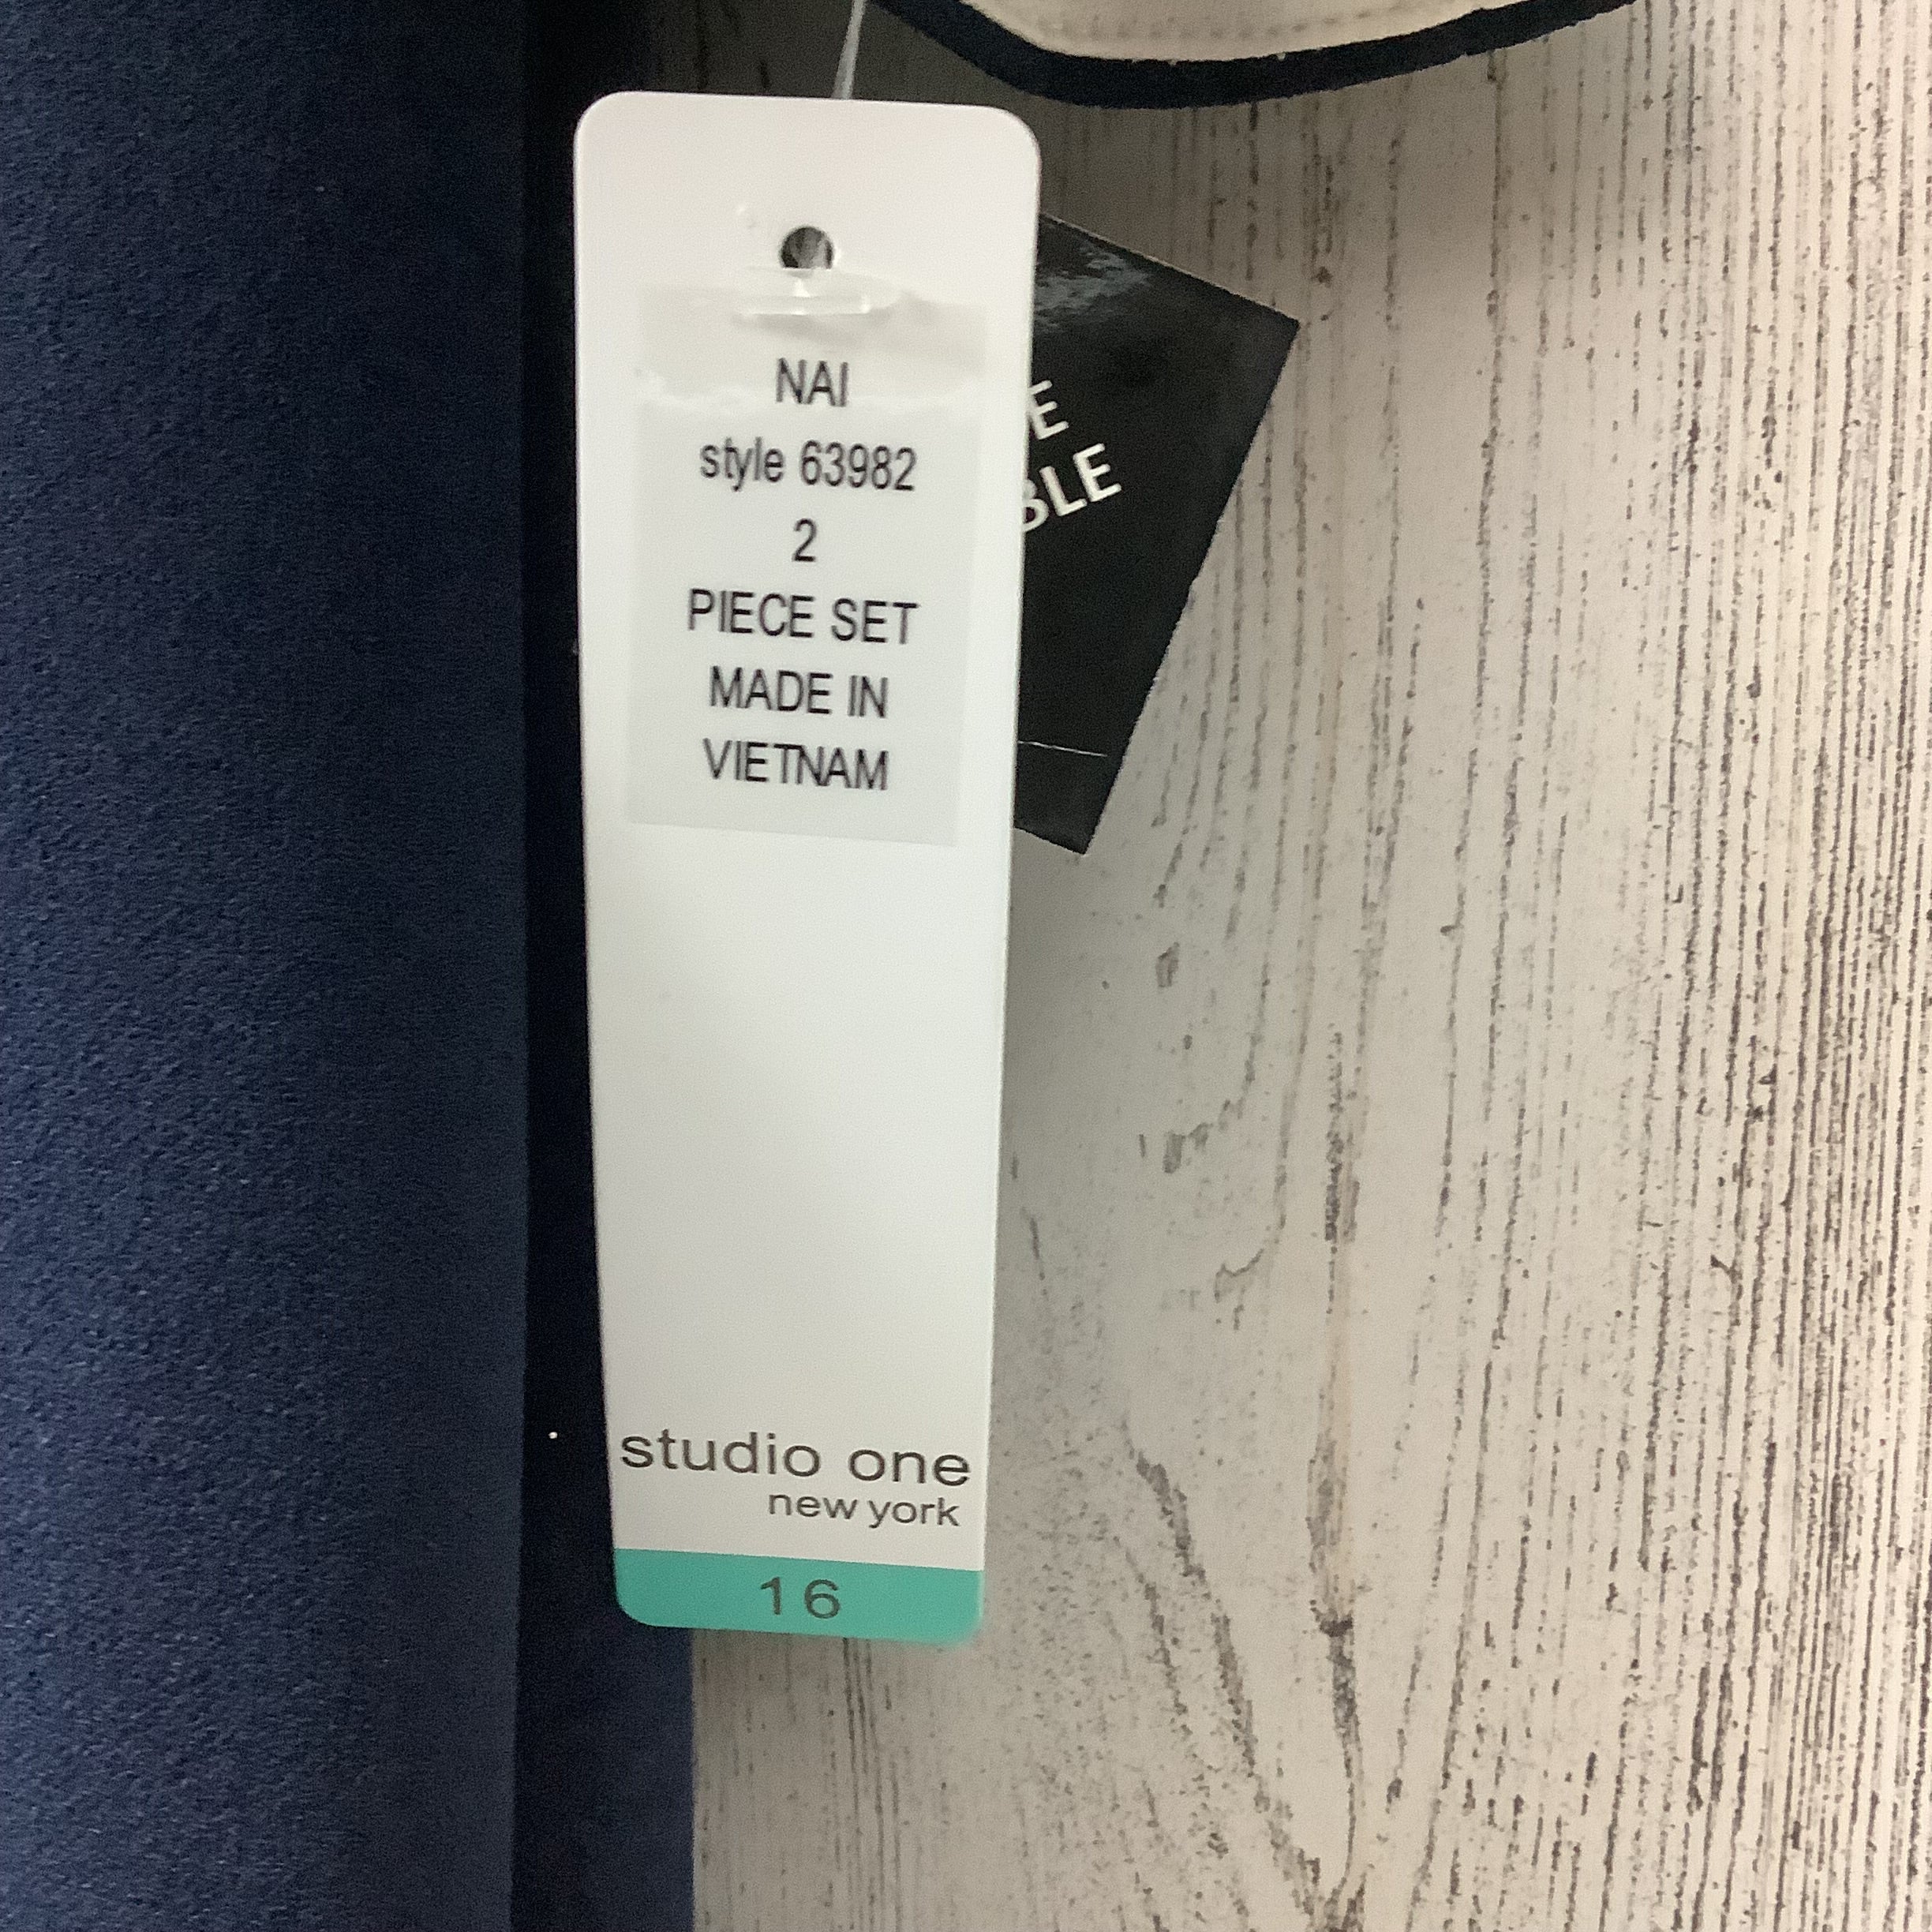 NAI
style 63982
2
PIECE SET
MADE IN
VIETNAM
studio one
new york
16